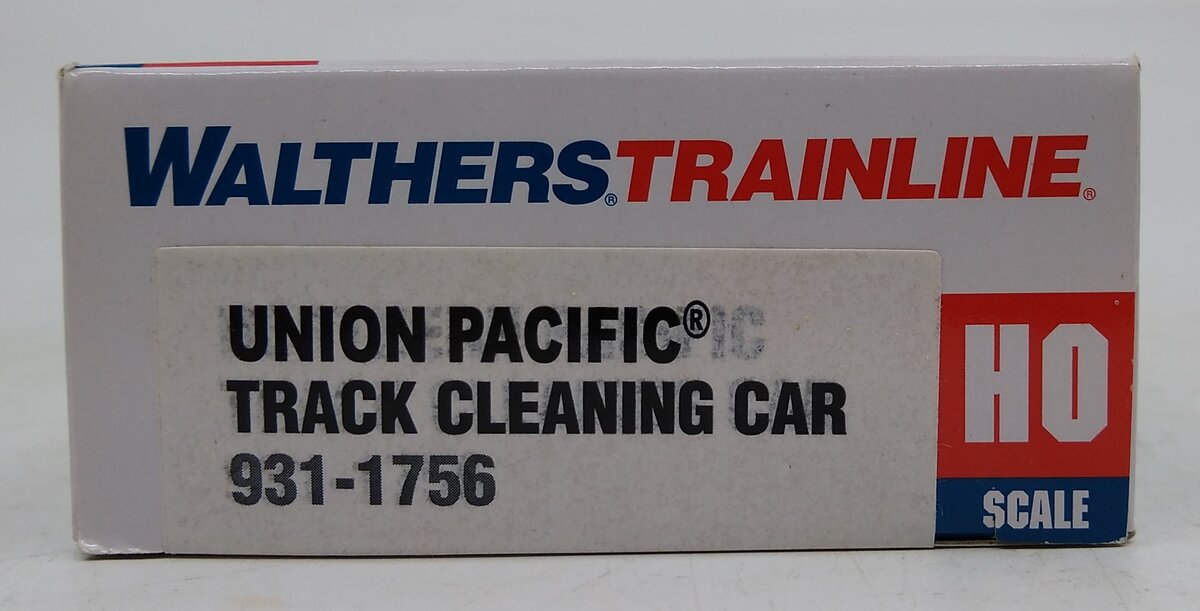 WALTHERS® TRAINLINE®
UNION PACIFIC®
TRACK CLEANING CAR
931-1756
HO
SCALE